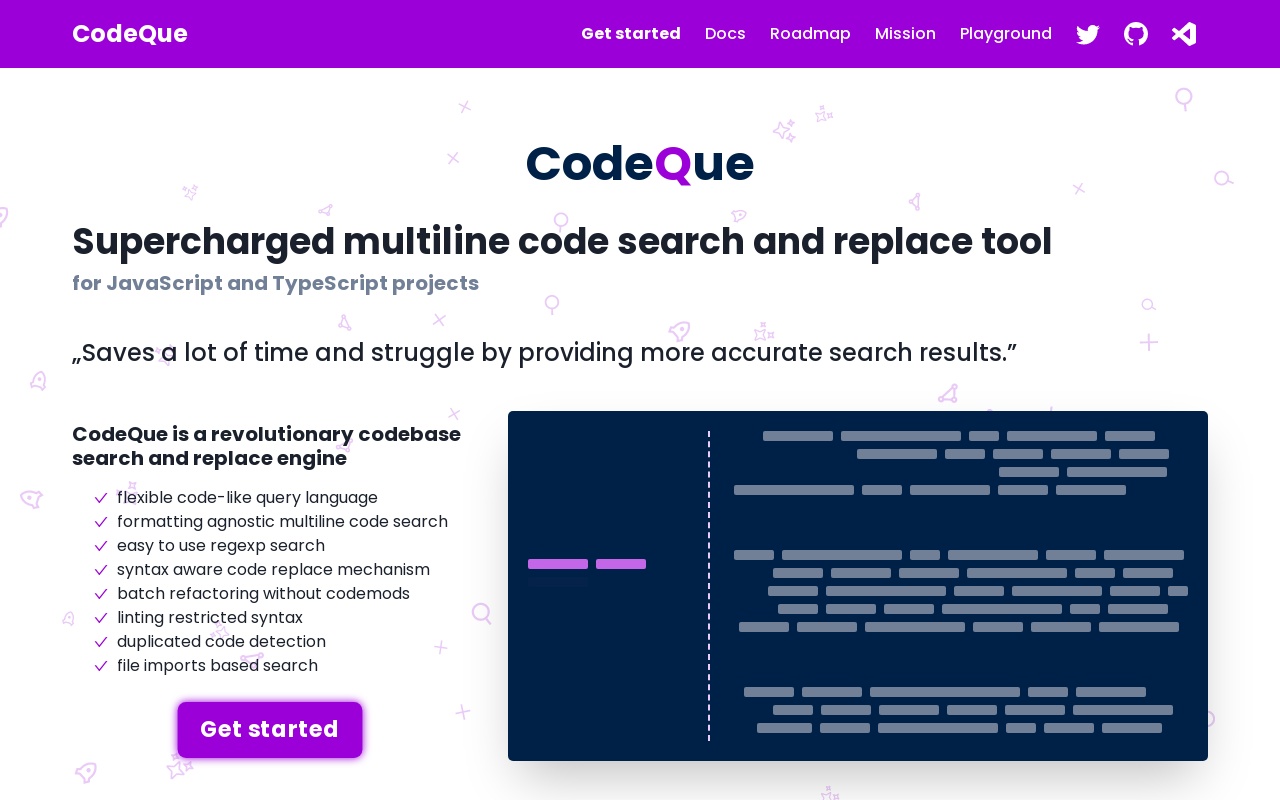 CodeQue
Get started
Docs
Roadmap
Mission
Playground
CodeQue
Supercharged multiline code search and replace tool
for JavaScript and TypeScript projects
„Saves a lot of time and struggle by providing more accurate search results.”
CodeQue is a revolutionary codebase
search and replace engine
flexible code-like query language
formatting agnostic multiline code search
easy to use regexp search
syntax aware code replace mechanism
batch refactoring without codemods
linting restricted syntax
duplicated code detection
file imports based search
Get started